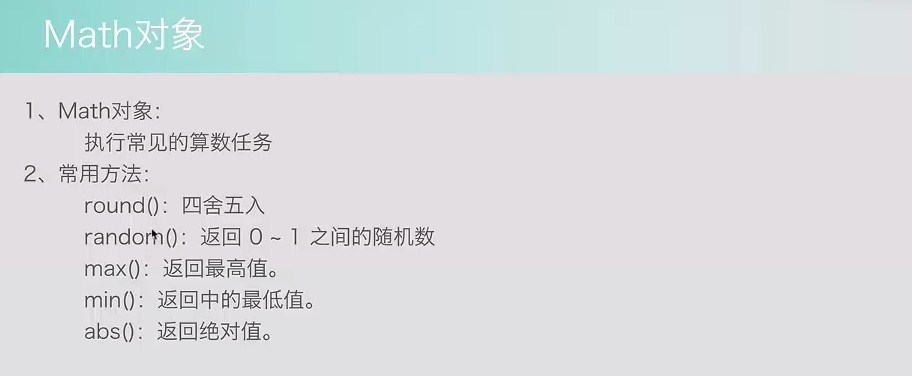 Math对象
1、Math对象：
执行常见的算数任务
2、常用方法：
round()：四舍五入
random()：返回 0 ~ 1 之间的随机数
max()：返回最高值。
min()：返回中的最低值。
abs()：返回绝对值。